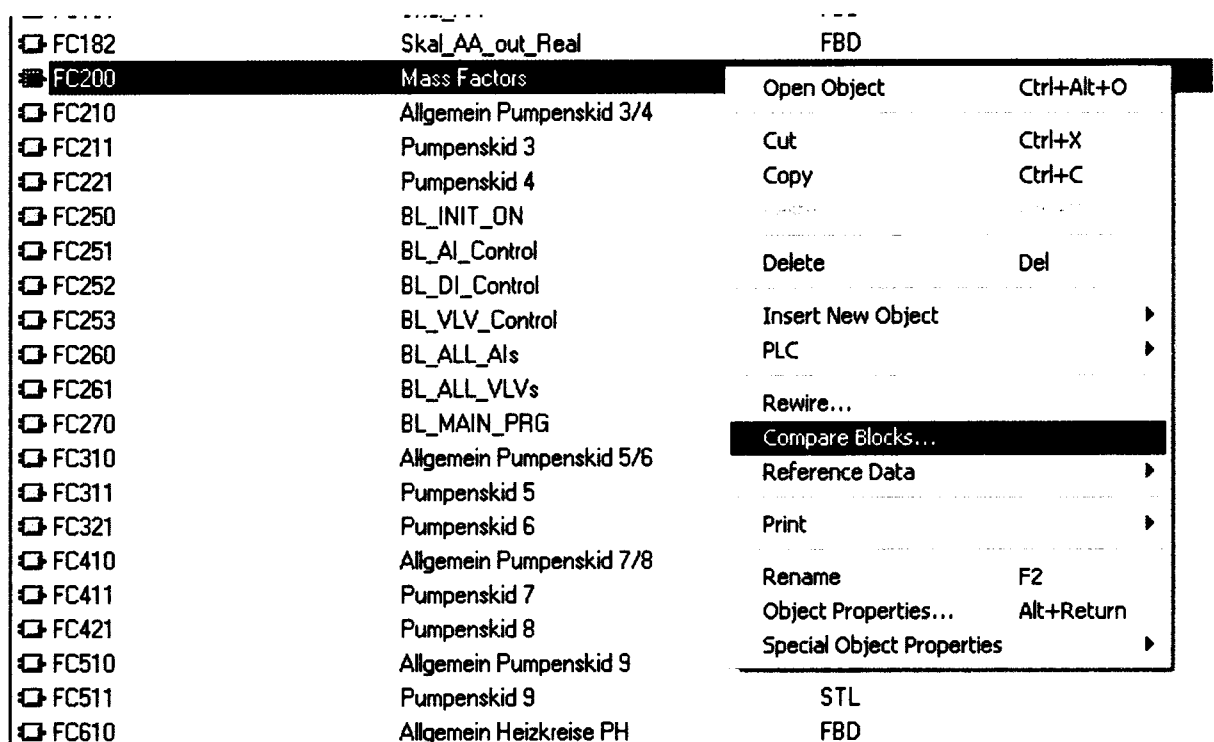 FC182 Skal_AA_out_Real FBD
FC200 Mass Factors
FC210 Allgemein Pumpenskid 3/4
FC211 Pumpenskid 3
FC221 Pumpenskid 4
FC250 BL_INIT_ON
FC251 BL_AI_Control
FC252 BL_DI_Control
FC253 BL_VLV_Control
FC260 BL_ALL_AIs
FC261 BL_ALL_VLVs
FC270 BL_MAIN_PRG
FC310 Allgemein Pumpenskid 5/6
FC311 Pumpenskid 5
FC321 Pumpenskid 6
FC410 Allgemein Pumpenskid 7/8
FC411 Pumpenskid 7
FC421 Pumpenskid 8
FC510 Allgemein Pumpenskid 9
FC511 Pumpenskid 9 STL
FC610 Allgemein Heizkreise PH FBD
Open Object Ctrl+Alt+O
Cut Ctrl+X
Copy Ctrl+C
Delete Del
Insert New Object
PLC
Rewire...
Compare Blocks...
Reference Data
Print
Rename F2
Object Properties... Alt+Return
Special Object Properties